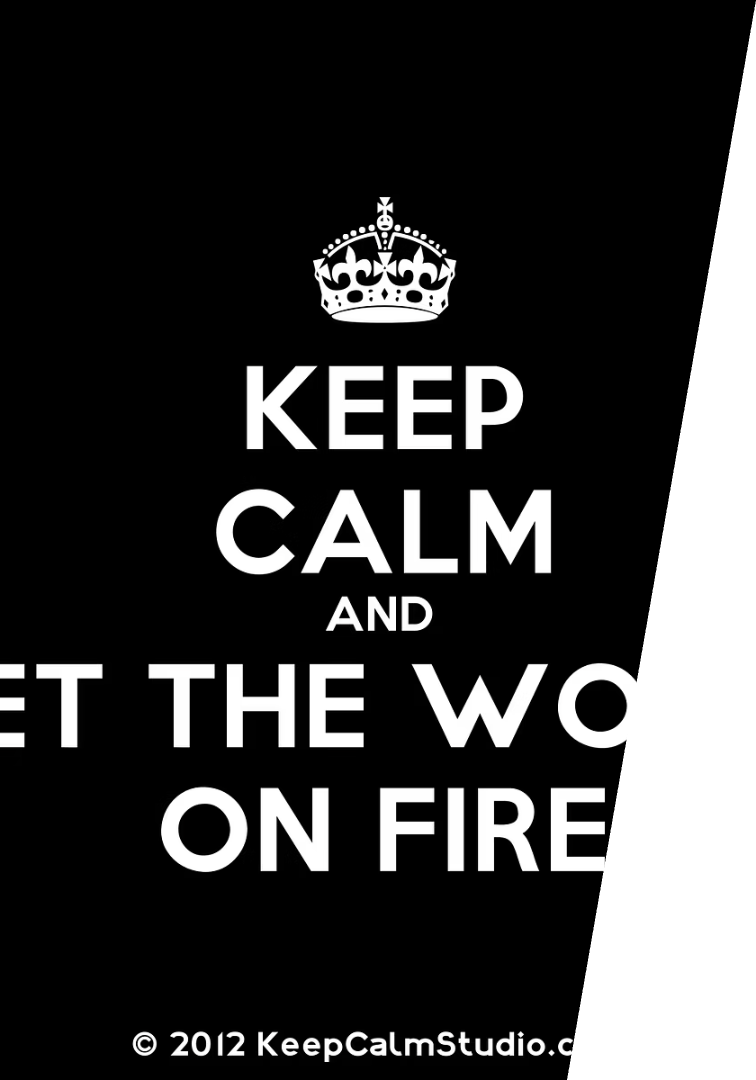 KEEP
CALM
AND
ET THE WO
ON FIRE
© 2012 KeepCalmStudio.c